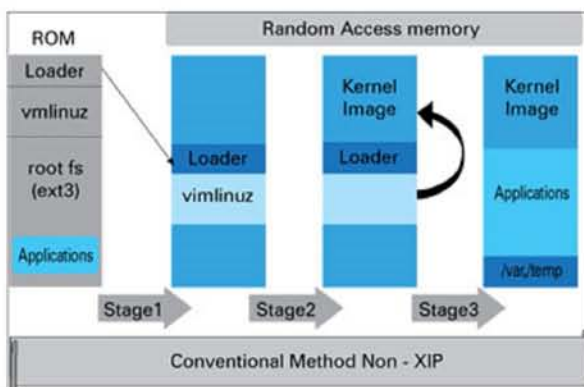 ROM
Random Access memory
Loader
vmlinuz
root fs
(ext3)
Applications
Loader
vimlinuz
Kernel
Image
Loader
Kernel
Image
Applications
/var,/temp
Stage1
Stage2
Stage3
Conventional Method Non - XIP